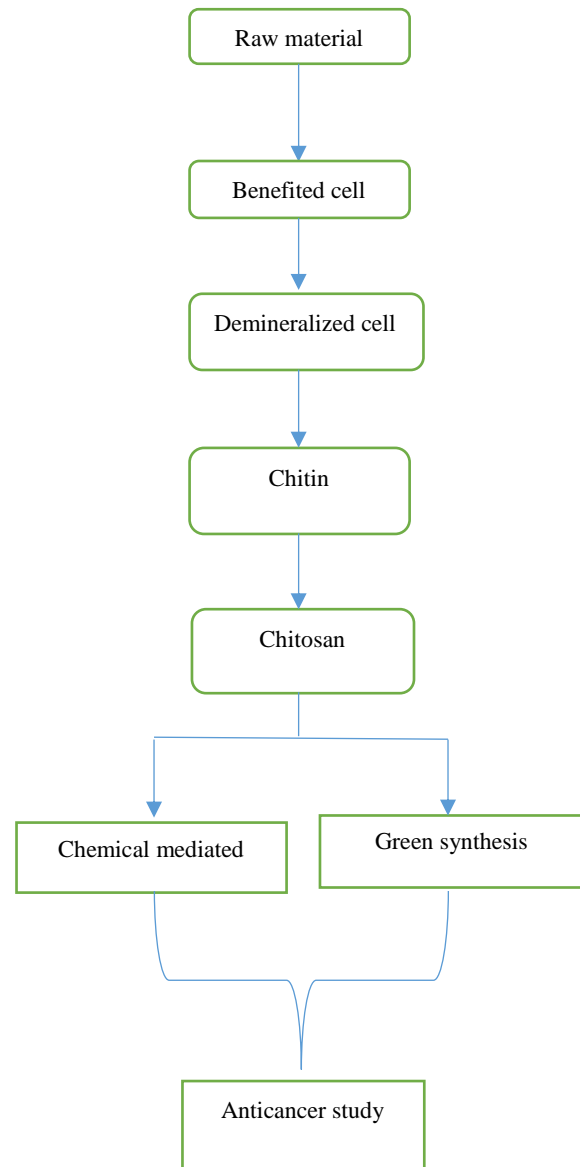 Raw material
Benefited cell
Demineralized cell
Chitin
Chitosan
Chemical mediated
Green synthesis
Anticancer study